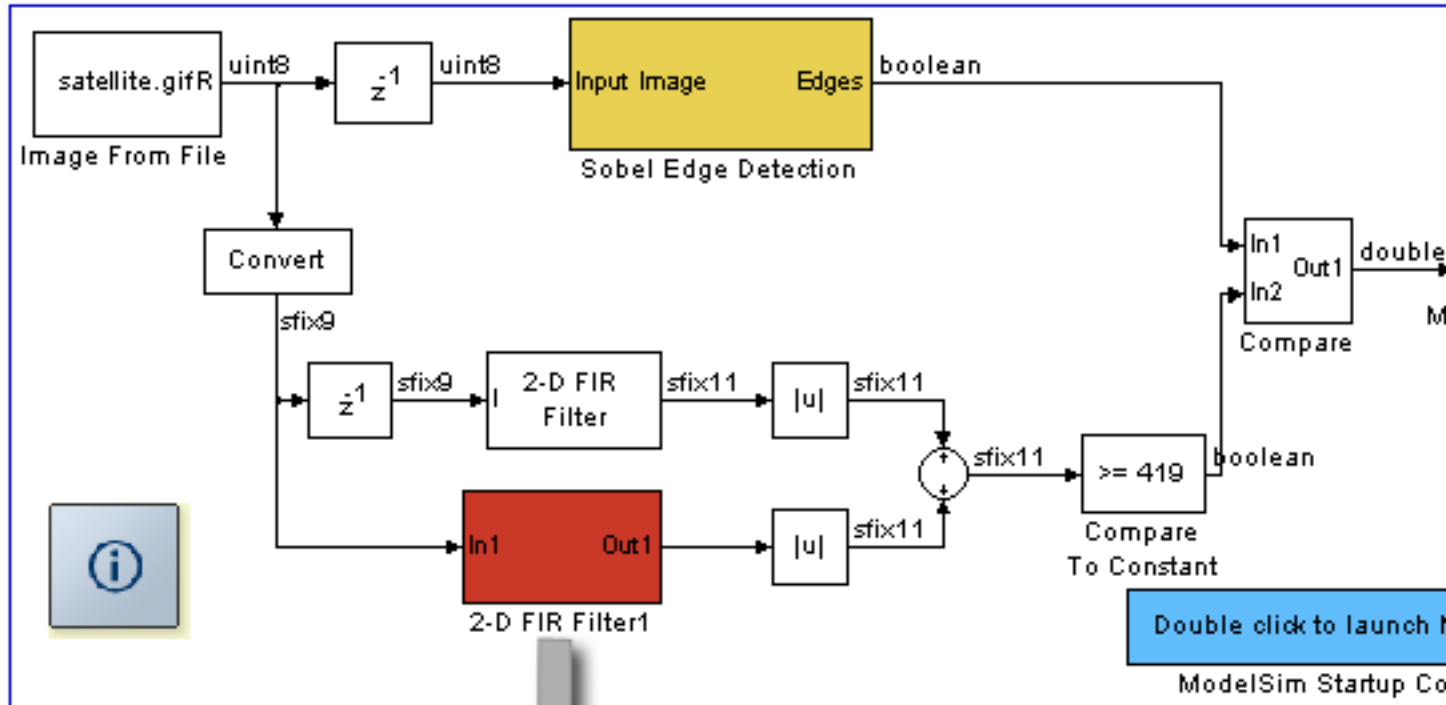 satellite.gif R
uint8
z-1
uint8
Input Image
Edges
boolean
Image From File
Sobel Edge Detection
Convert
sfix9
In1
In2
Out1
double
Compare
z-1
sfix9
I
2-D FIR
Filter
sfix11
|u|
sfix11
+
+
sfix11
>= 419
boolean
Compare
To Constant
In1
Out1
2-D FIR Filter1
|u|
sfix11
i
Double click to launch
ModelSim Startup Co